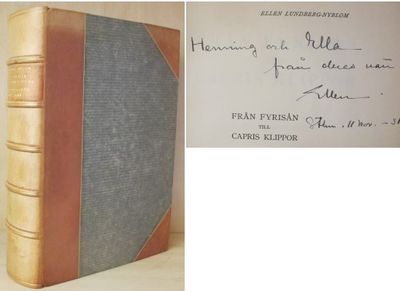 ELLEN LUNDBERG-NYBLOM
Henning och Ella
från deras vän
Ellen.
FRÅN FYRISÅN
TILL
CAPRIS KLIPPOR
Sthm. 11 Nov. - 31